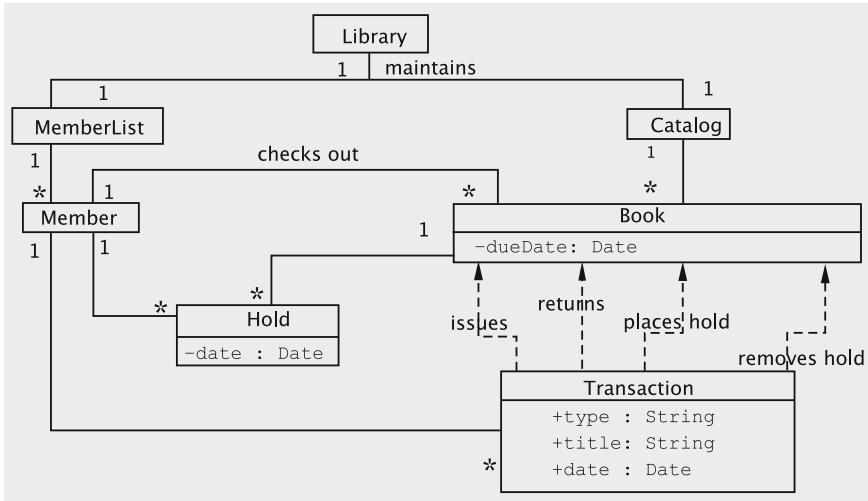 Library
1
maintains
1
1
MemberList
Catalog
1
1
checks out
*
1
*
*
Member
Book
1
1
1
-dueDate: Date
*
*
Hold
issues
returns
places hold
-date : Date
removes hold
Transaction
+type : String
+title: String
*
+date : Date